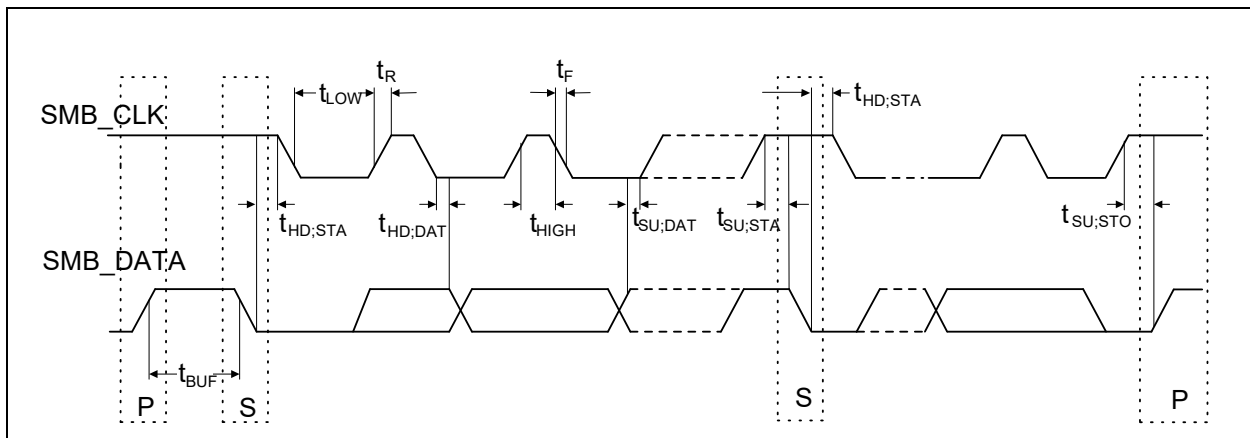 t_R
t_F
t_LOW
t_HD;STA
SMB_CLK
t_HD;STA
t_HD;DAT
t_HIGH
t_SU;DAT
t_SU;STA
t_SU;STO
SMB_DATA
t_BUF
P
S
S
P